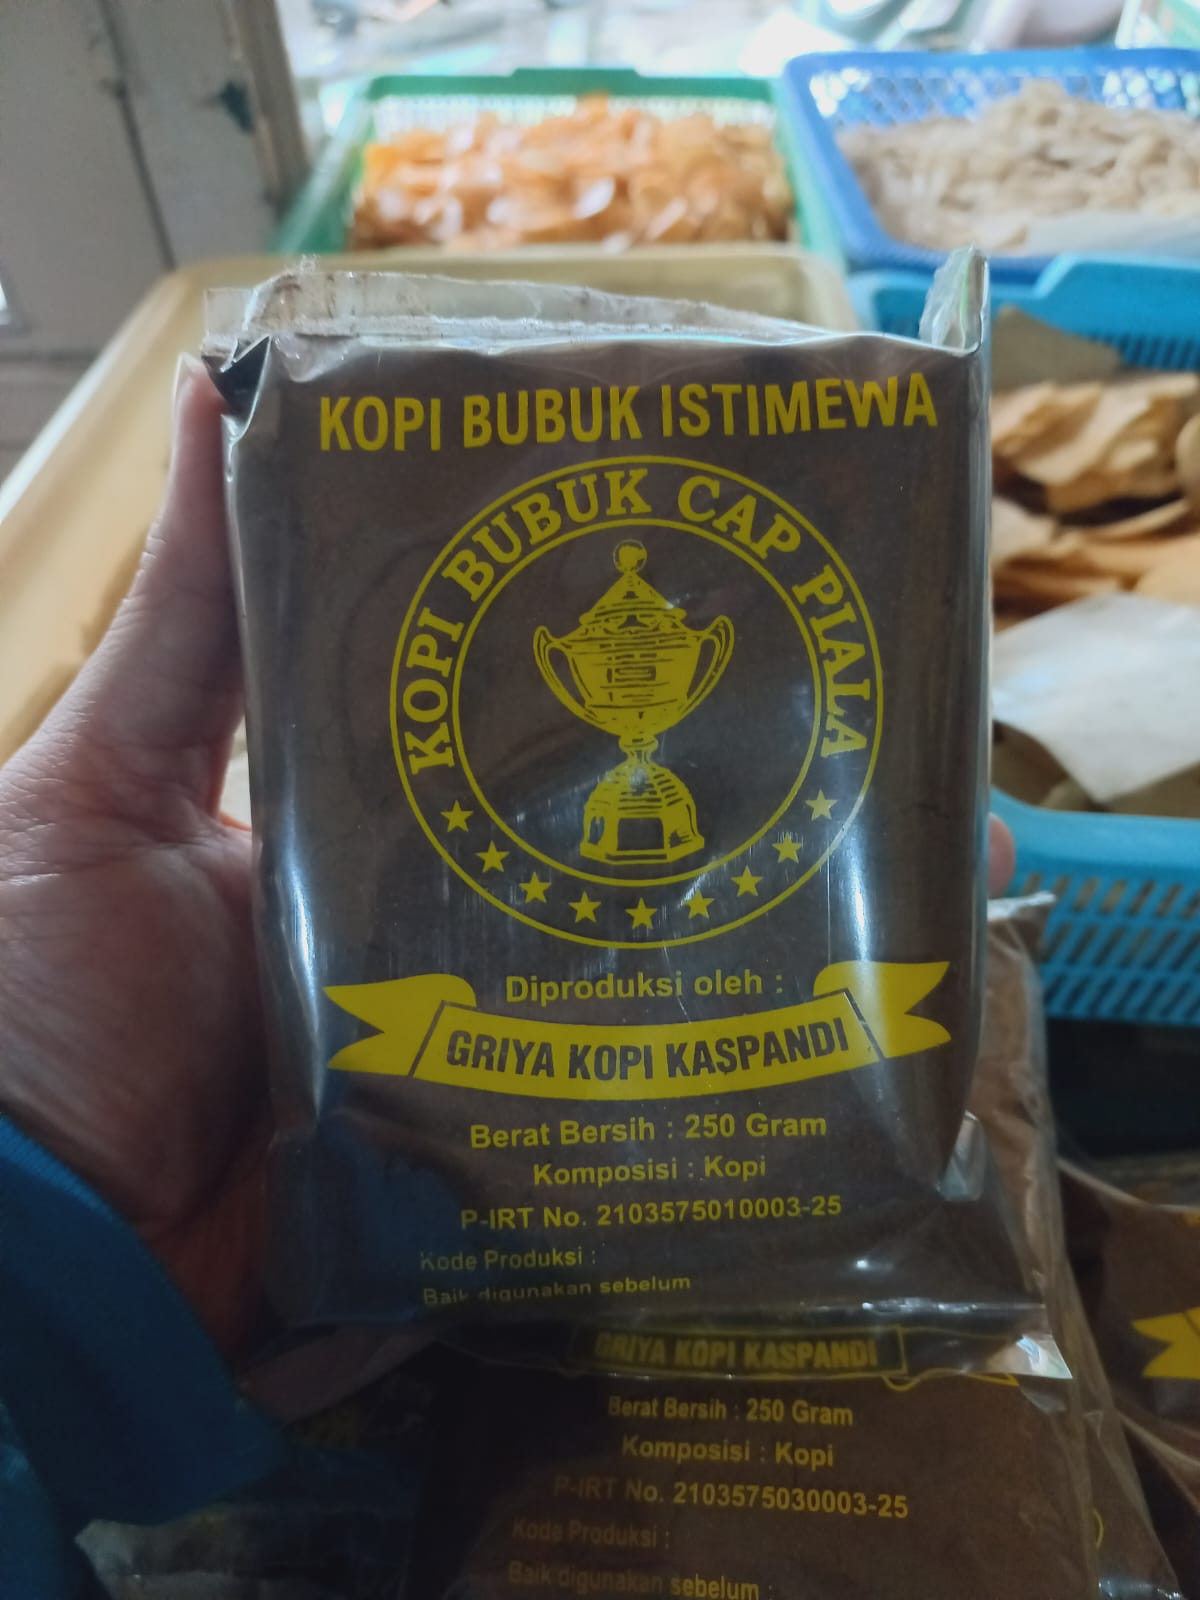 KOPI BUBUK ISTIMEWA
KOPI BUBUK CAP PIALA
Diproduksi oleh :
GRIYA KOPI KASPANDI
Berat Bersih : 250 Gram
Komposisi : Kopi
P-IRT No. 2103575010003-25
Kode Produksi :
Baik digunakan sebelum
GRIYA KOPI KASPANDI
Berat Bersih : 250 Gram
Komposisi : Kopi
P-IRT No. 2103575030003-25
Kode Produksi :
Baik digunakan sebelum :